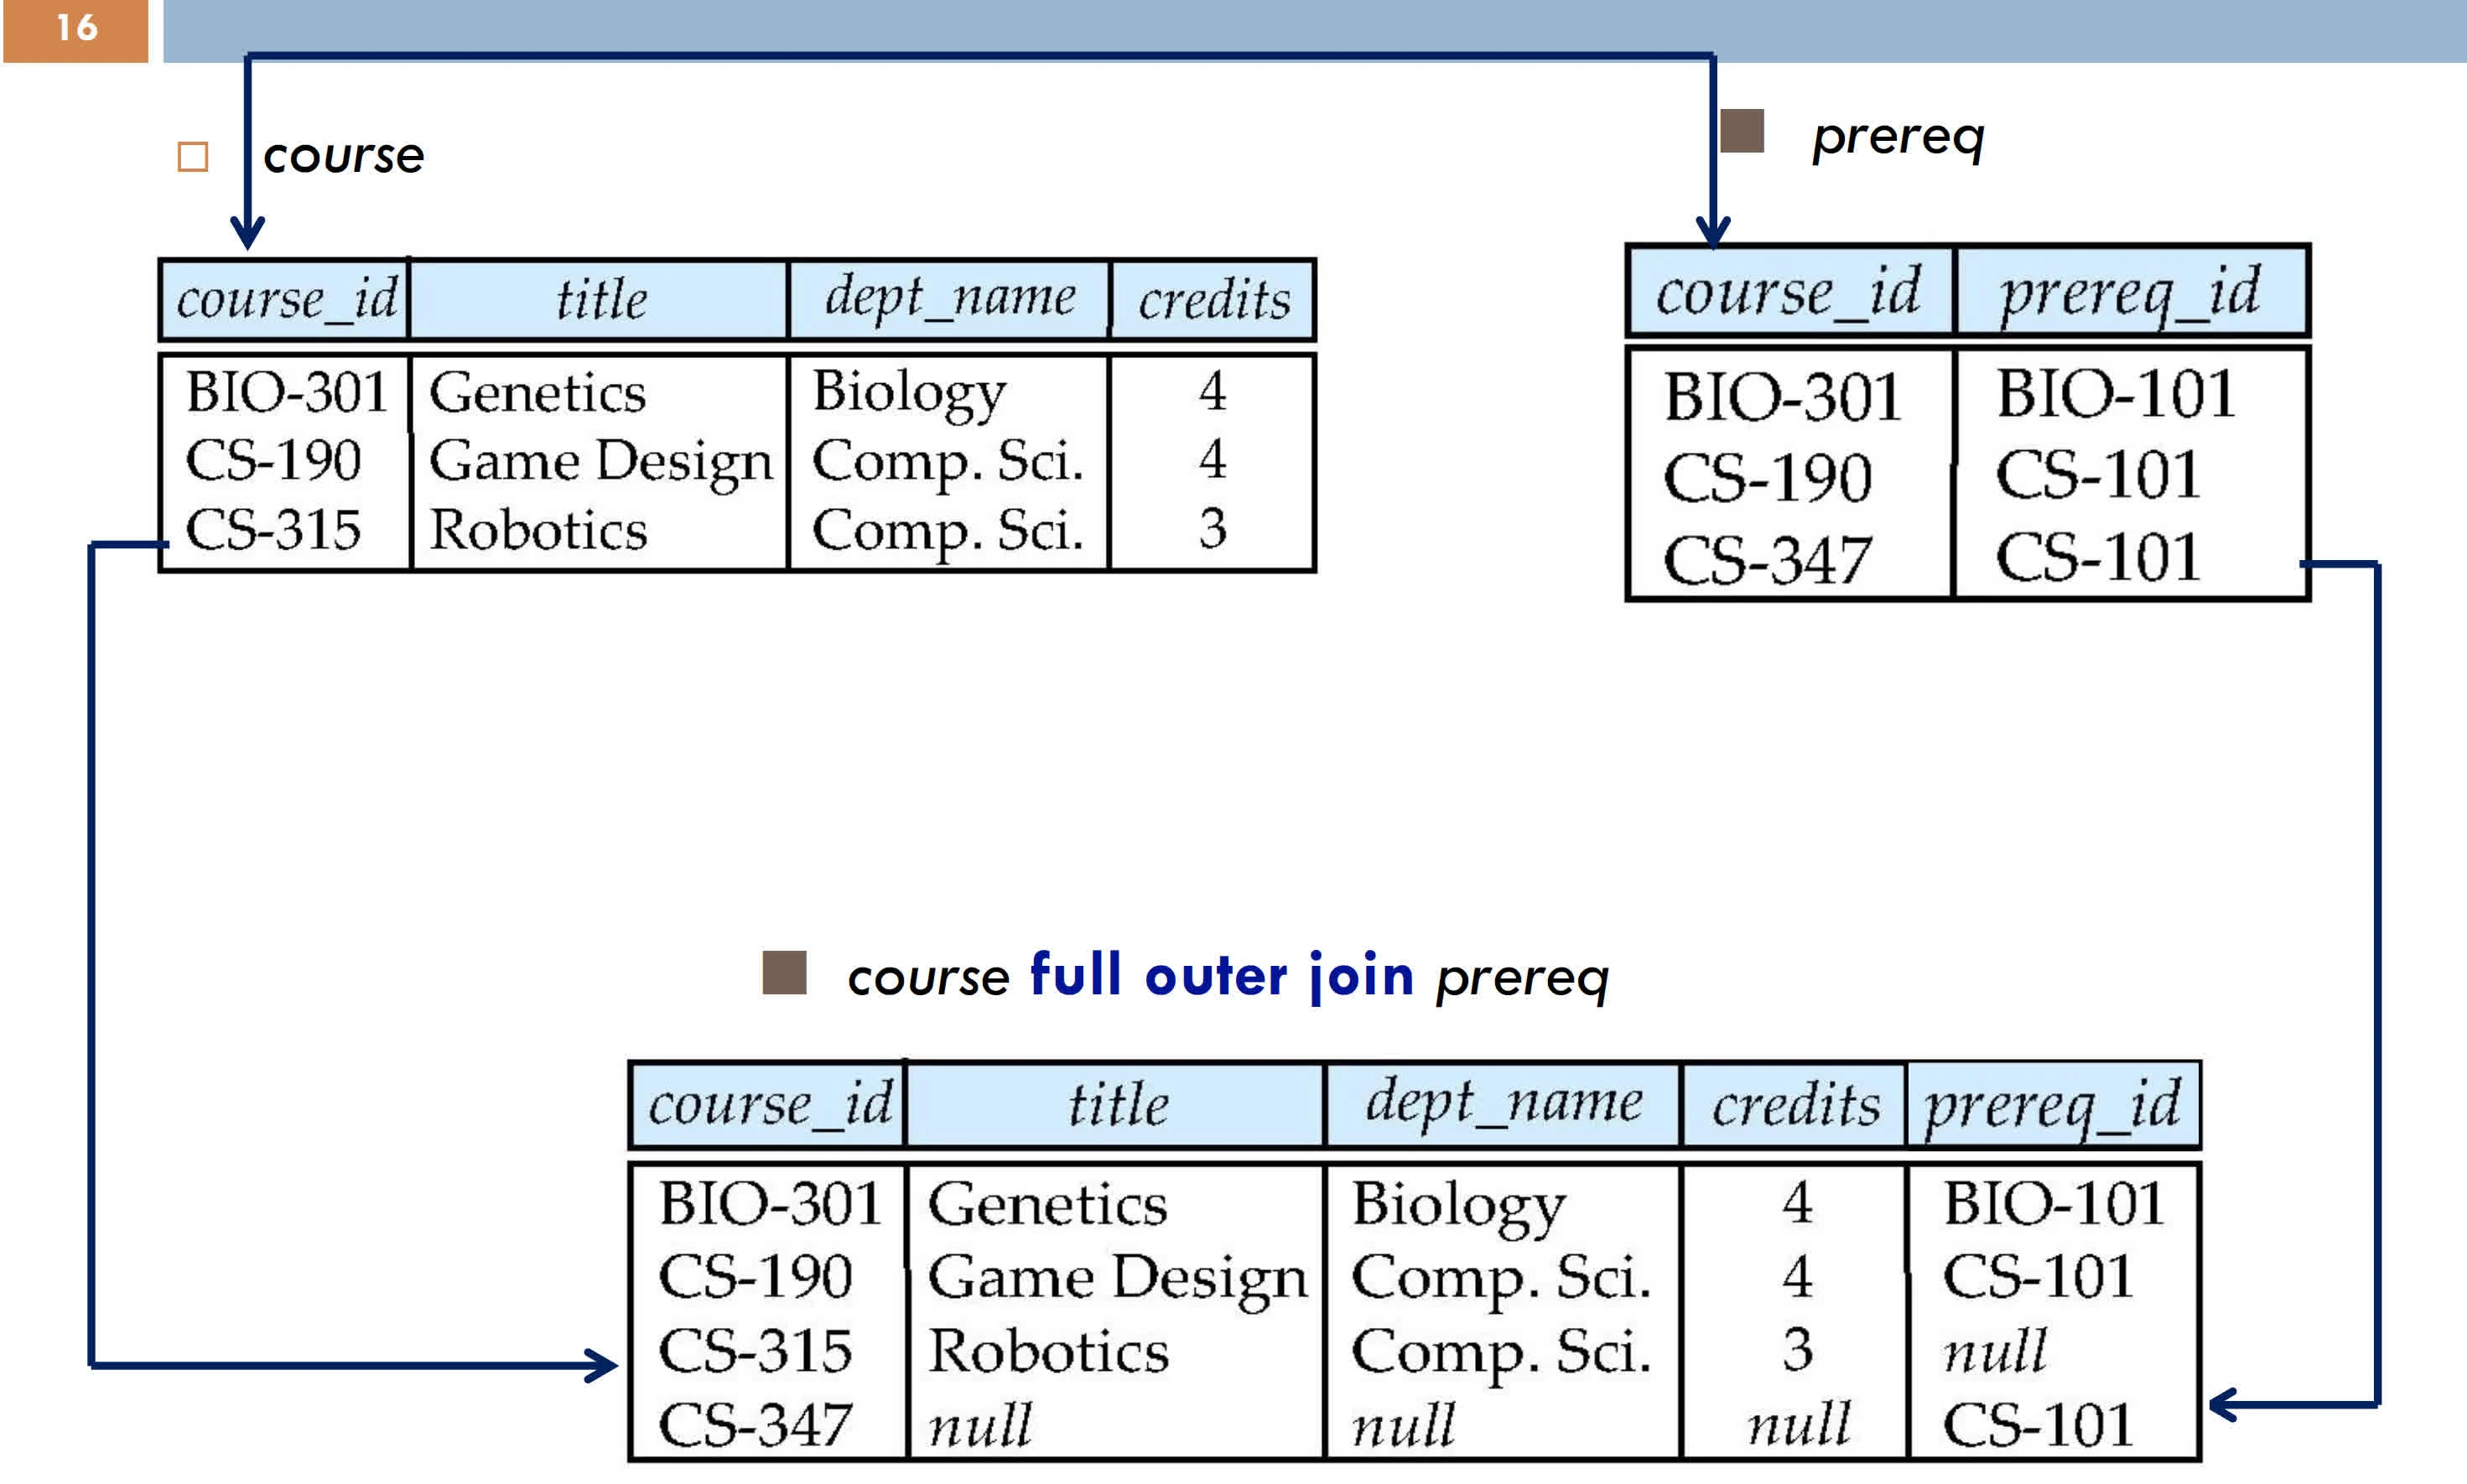 16
course
prereq
course_id title dept_name credits
BIO-301 Genetics Biology 4
CS-190 Game Design Comp. Sci. 4
CS-315 Robotics Comp. Sci. 3
course_id prereq_id
BIO-301 BIO-101
CS-190 CS-101
CS-347 CS-101
course full outer join prereq
course_id title dept_name credits prereq_id
BIO-301 Genetics Biology 4 BIO-101
CS-190 Game Design Comp. Sci. 4 CS-101
CS-315 Robotics Comp. Sci. 3 null
CS-347 null null null CS-101